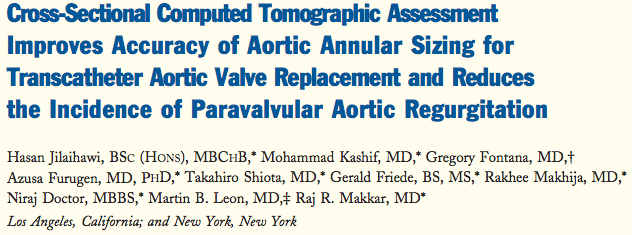 Cross-Sectional Computed Tomographic Assessment
Improves Accuracy of Aortic Annular Sizing for
Transcatheter Aortic Valve Replacement and Reduces
the Incidence of Paravalvular Aortic Regurgitation
Hasan Jilaihawi, BSc (Hons), MBChB,* Mohammad Kashif, MD,* Gregory Fontana, MD,†
Azusa Furugen, MD, PhD,* Takahiro Shiota, MD,* Gerald Friede, BS, MS,* Rakhee Makhija, MD,*
Niraj Doctor, MBBS,* Martin B. Leon, MD,‡ Raj R. Makkar, MD*
Los Angeles, California; and New York, New York